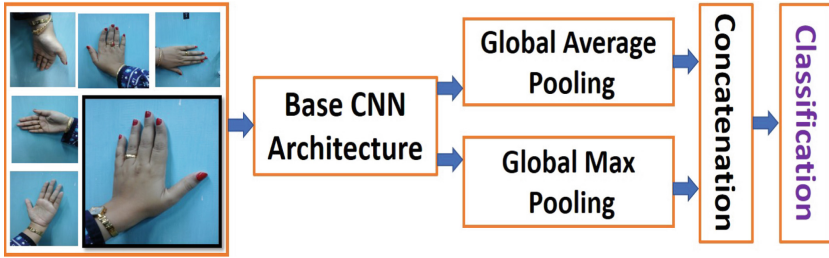 Base CNN
Architecture
Global Average
Pooling
Global Max
Pooling
Concatenation
Classification